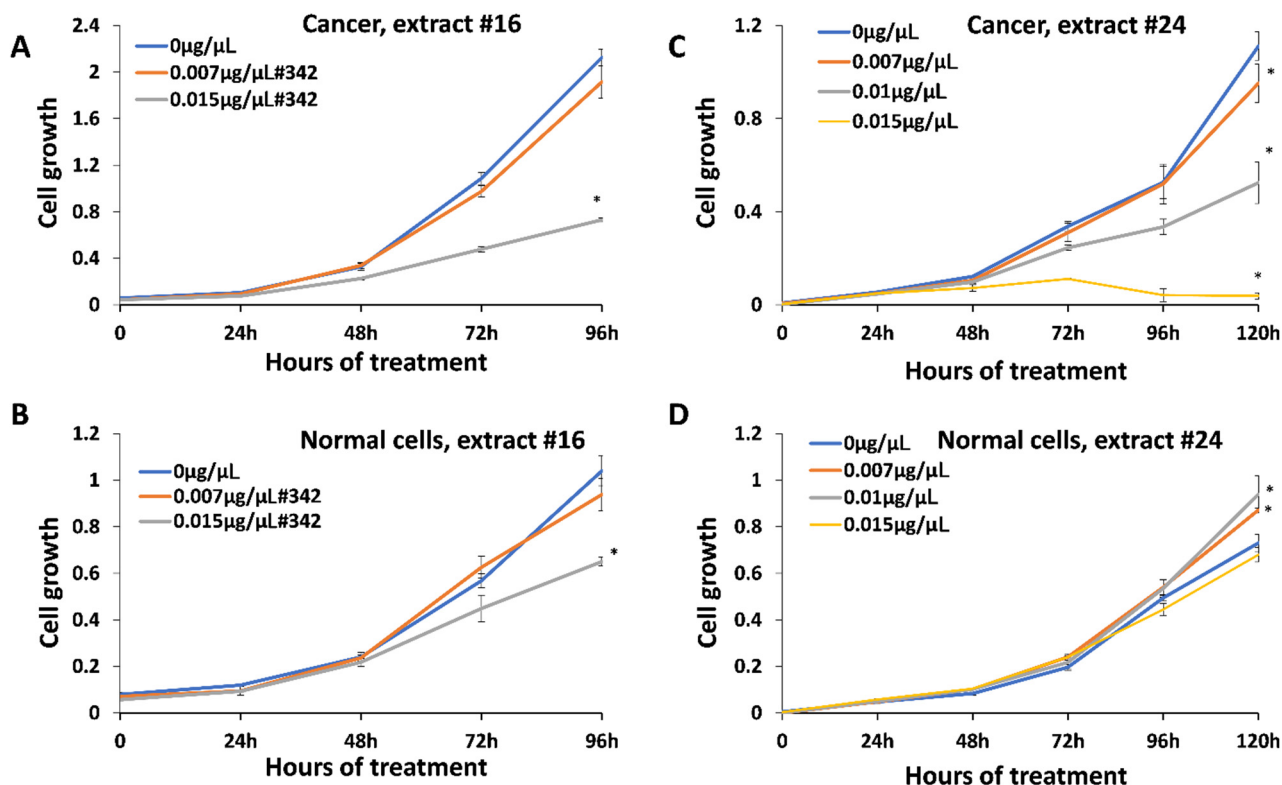 A
Cancer, extract #16
0µg/µL
0.007µg/µL#342
0.015µg/µL#342
Cell growth
2.4
2
1.6
1.2
0.8
0.4
0
0 24h 48h 72h 96h
Hours of treatment
*
C
Cancer, extract #24
0µg/µL
0.007µg/µL
0.01µg/µL
0.015µg/µL
Cell growth
1.2
0.8
0.4
0
0 24h 48h 72h 96h 120h
Hours of treatment
*
*
*
B
Normal cells, extract #16
0µg/µL
0.007µg/µL#342
0.015µg/µL#342
Cell growth
1.2
1
0.8
0.6
0.4
0.2
0
0 24h 48h 72h 96h
Hours of treatment
*
D
Normal cells, extract #24
0µg/µL
0.007µg/µL
0.01µg/µL
0.015µg/µL
Cell growth
1.2
1
0.8
0.6
0.4
0.2
0
0 24h 48h 72h 96h 120h
Hours of treatment
*
*